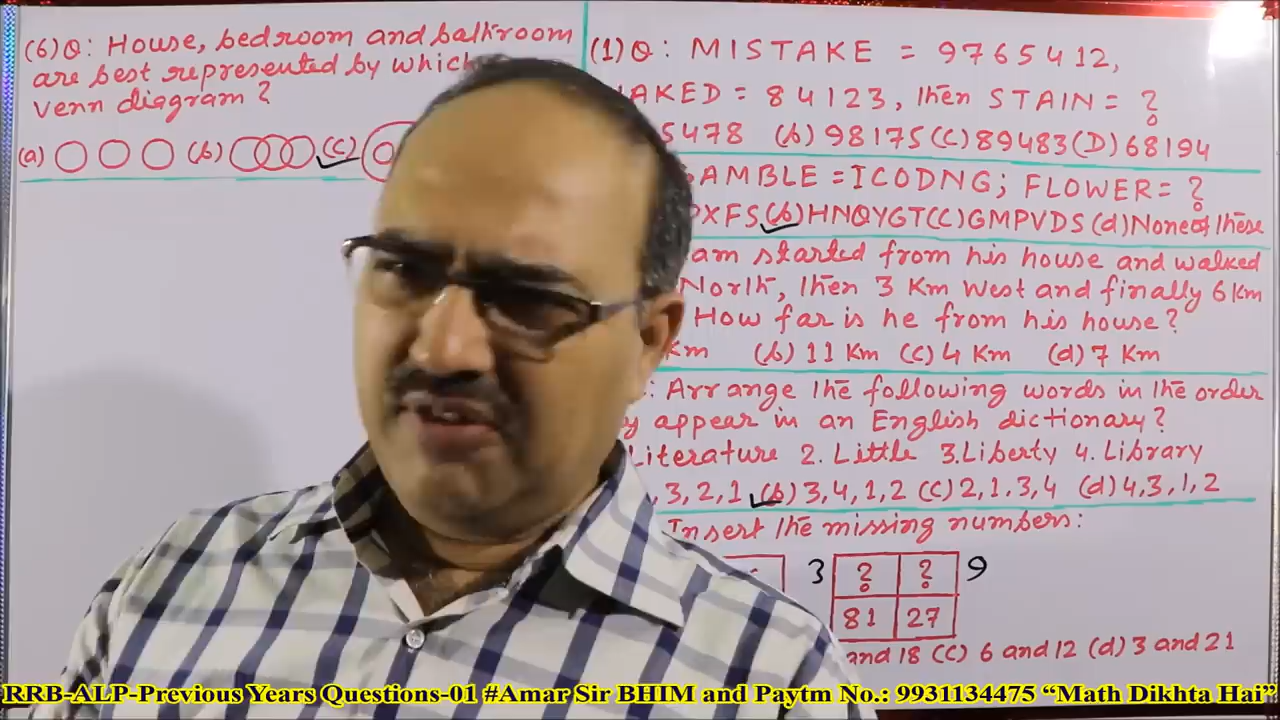 (6) Q: House, bedroom and bathroom
are best represented by which
venn diagram?
(a) (b) (c)
(1) Q: MISTAKE = 9765412,
AKED = 84123, then STAIN = ?
5478 (b) 98175 (C) 89483 (D) 68194
AMBLE = ICODNG; FLOWER = ?
XFS (b) HNQYGT (C) GMPVDS (d) None of these
am started from his house and walked
North, then 3 Km West and finally 6 km
How far is he from his house?
Km (b) 11 Km (c) 4 Km (d) 7 Km
: Arrange the following words in the order
y appear in an English dictionary?
Literature 2. Little 3. Liberty 4. Library
, 3, 2, 1 (b) 3, 4, 1, 2 (c) 2, 1, 3, 4 (d) 4, 3, 1, 2
Insert the missing numbers:
3 ? ? 9
81 27
and 18 (C) 6 and 12 (d) 3 and 21
RRB-ALP-Previous Years Questions-01 #Amar Sir BHIM and Paytm No.: 9931134475 “Math Dikhta Hai”